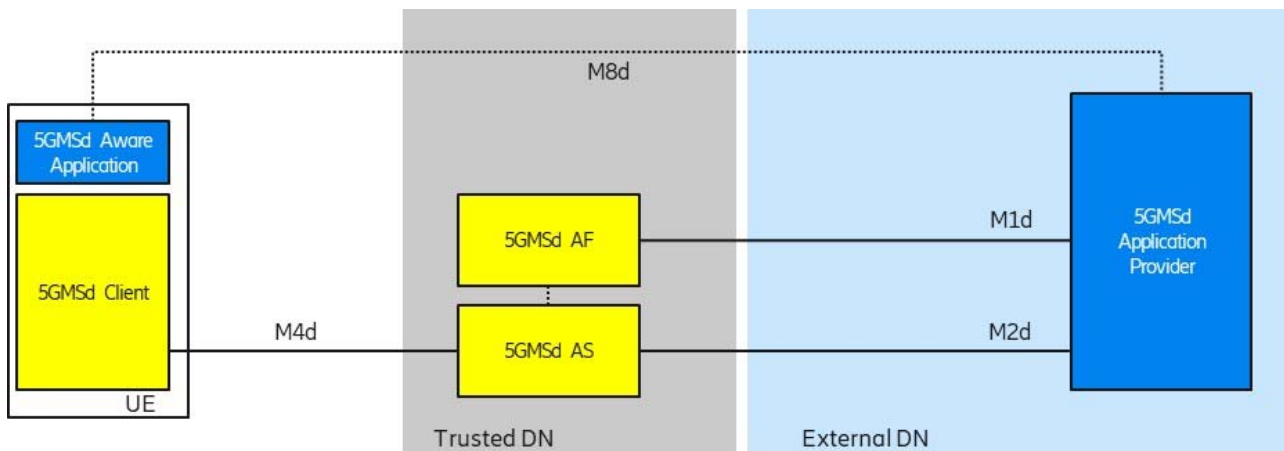 M8d
5GMSd Aware
Application
5GMSd Client
UE
M4d
5GMSd AF
5GMSd AS
M1d
M2d
5GMSd
Application
Provider
Trusted DN
External DN